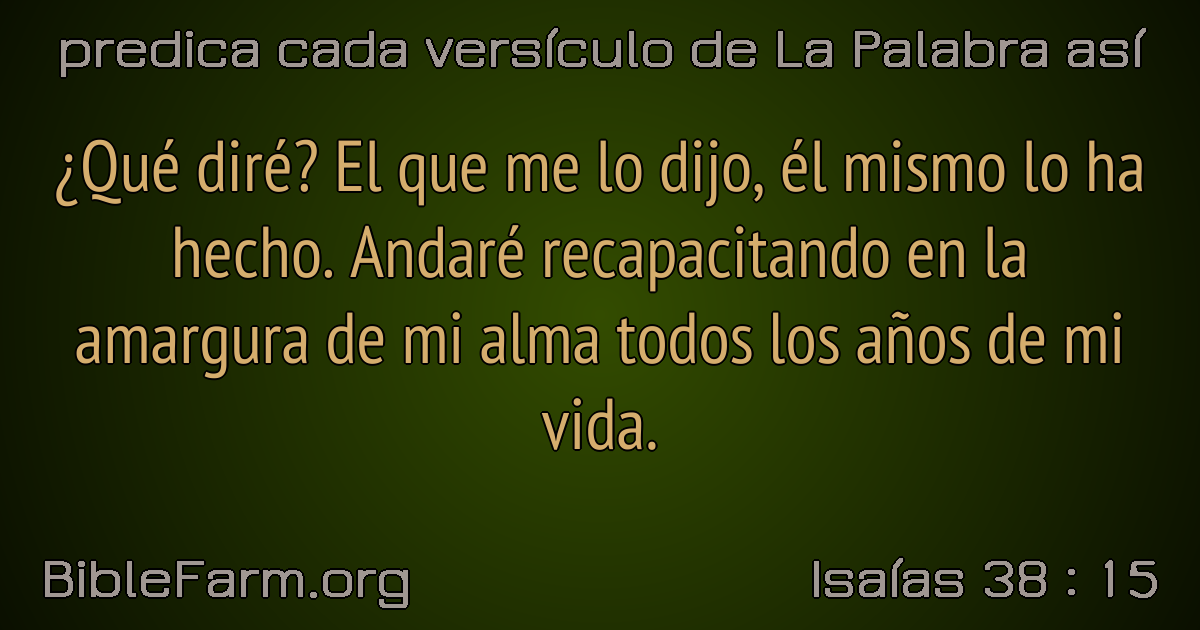 predica cada versículo de La Palabra así
¿Qué diré? El que me lo dijo, él mismo lo ha
hecho. Andaré recapacitando en la
amargura de mi alma todos los años de mi
vida.
BibleFarm.org
Isaías 38 : 15